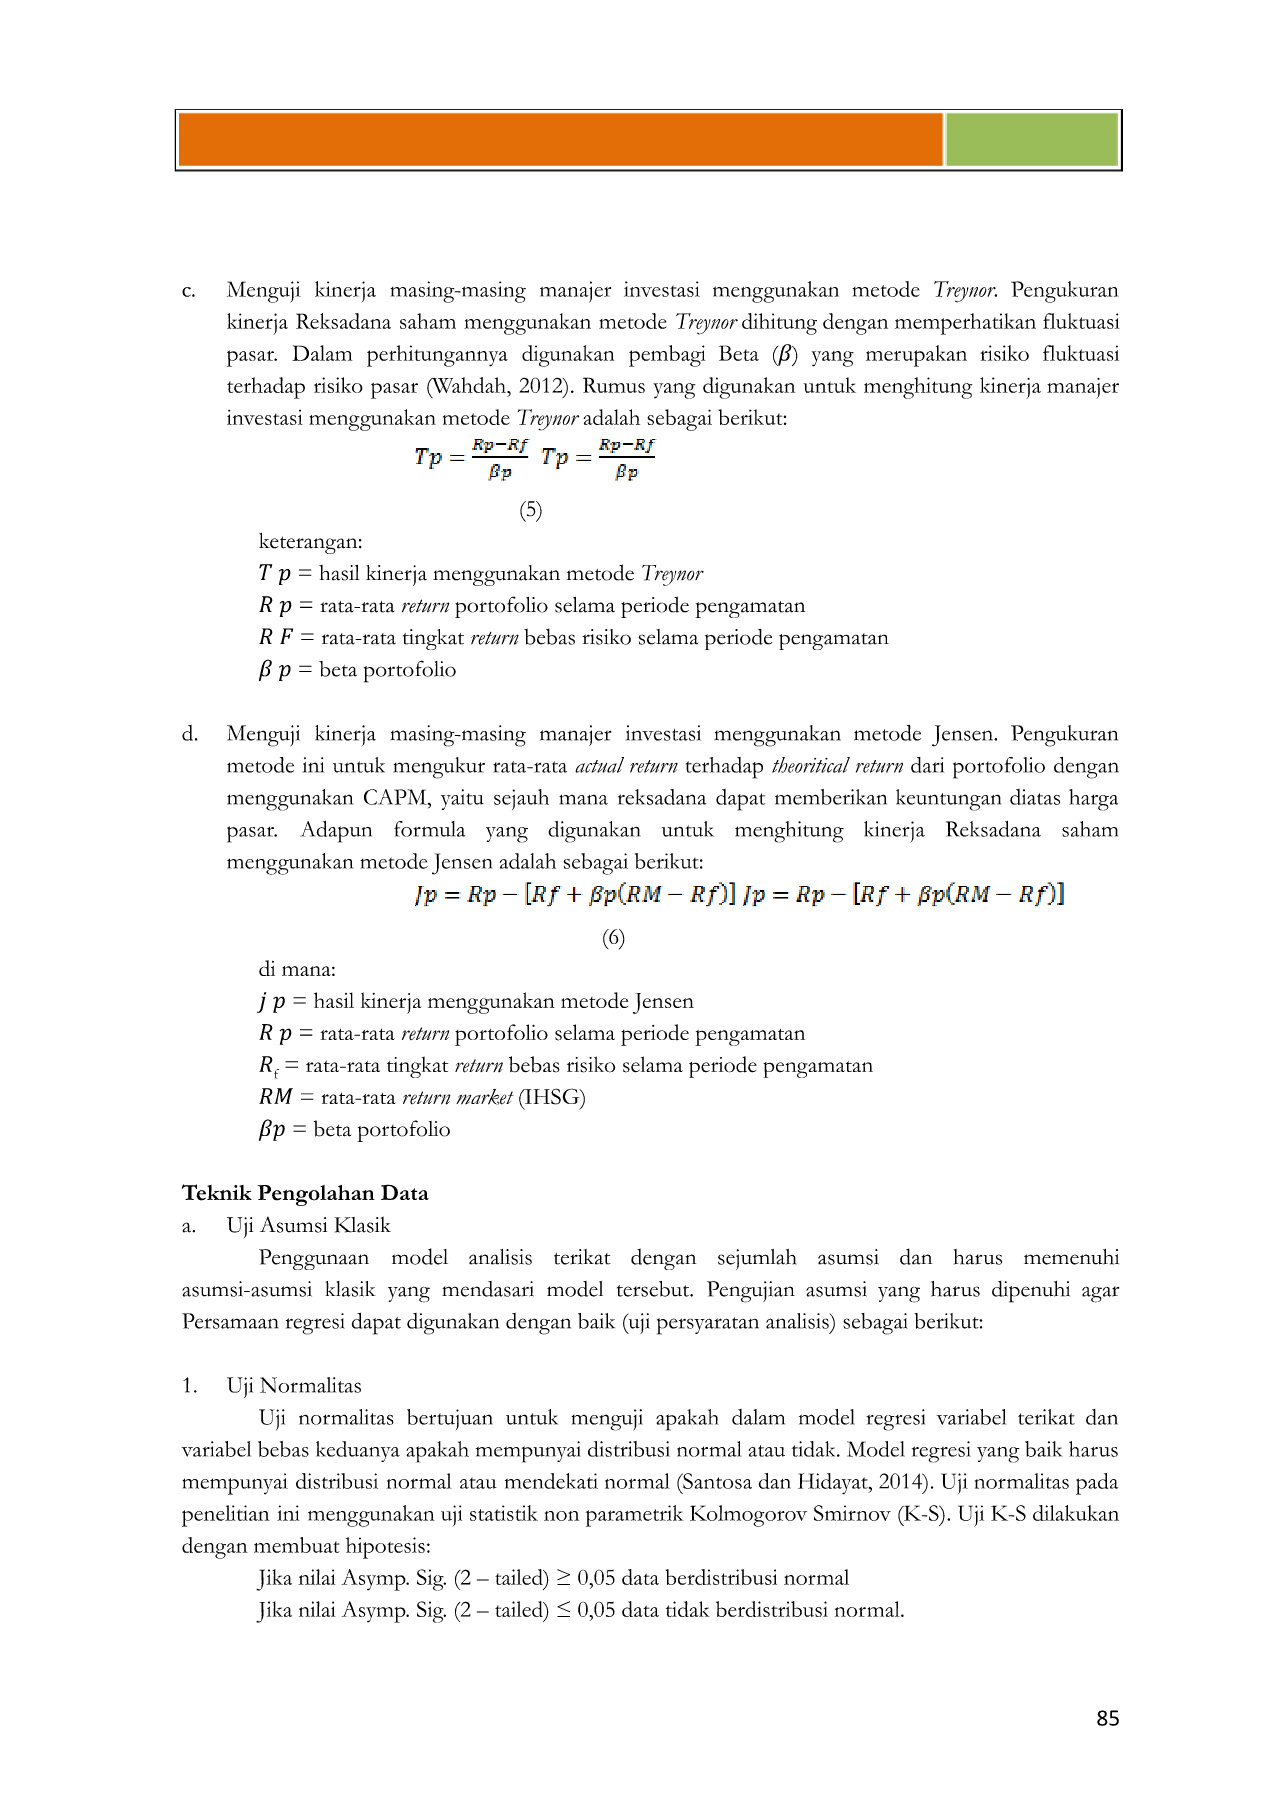 c. Menguji kinerja masing-masing manajer investasi menggunakan metode Treynor. Pengukuran
kinerja Reksadana saham menggunakan metode Treynor dihitung dengan memperhatikan fluktuasi
pasar. Dalam perhitungannya digunakan pembagi Beta (β) yang merupakan risiko fluktuasi
terhadap risiko pasar (Wahdah, 2012). Rumus yang digunakan untuk menghitung kinerja manajer
investasi menggunakan metode Treynor adalah sebagai berikut:
Tp = (Rp−Rf)/βp Tp = (Rp−Rf)/βp
(5)
keterangan:
T p = hasil kinerja menggunakan metode Treynor
R p = rata-rata return portofolio selama periode pengamatan
R F = rata-rata tingkat return bebas risiko selama periode pengamatan
β p = beta portofolio
d. Menguji kinerja masing-masing manajer investasi menggunakan metode Jensen. Pengukuran
metode ini untuk mengukur rata-rata actual return terhadap theoritical return dari portofolio dengan
menggunakan CAPM, yaitu sejauh mana reksadana dapat memberikan keuntungan diatas harga
pasar. Adapun formula yang digunakan untuk menghitung kinerja Reksadana saham
menggunakan metode Jensen adalah sebagai berikut:
Jp = Rp − [Rf + βp(RM − Rf)] Jp = Rp − [Rf + βp(RM − Rf)]
(6)
di mana:
j p = hasil kinerja menggunakan metode Jensen
R p = rata-rata return portofolio selama periode pengamatan
Rf = rata-rata tingkat return bebas risiko selama periode pengamatan
RM = rata-rata return market (IHSG)
βp = beta portofolio
Teknik Pengolahan Data
a. Uji Asumsi Klasik
Penggunaan model analisis terikat dengan sejumlah asumsi dan harus memenuhi
asumsi-asumsi klasik yang mendasari model tersebut. Pengujian asumsi yang harus dipenuhi agar
Persamaan regresi dapat digunakan dengan baik (uji persyaratan analisis) sebagai berikut:
1. Uji Normalitas
Uji normalitas bertujuan untuk menguji apakah dalam model regresi variabel terikat dan
variabel bebas keduanya apakah mempunyai distribusi normal atau tidak. Model regresi yang baik harus
mempunyai distribusi normal atau mendekati normal (Santosa dan Hidayat, 2014). Uji normalitas pada
penelitian ini menggunakan uji statistik non parametrik Kolmogorov Smirnov (K-S). Uji K-S dilakukan
dengan membuat hipotesis:
Jika nilai Asymp. Sig. (2 – tailed) ≥ 0,05 data berdistribusi normal
Jika nilai Asymp. Sig. (2 – tailed) ≤ 0,05 data tidak berdistribusi normal.
85